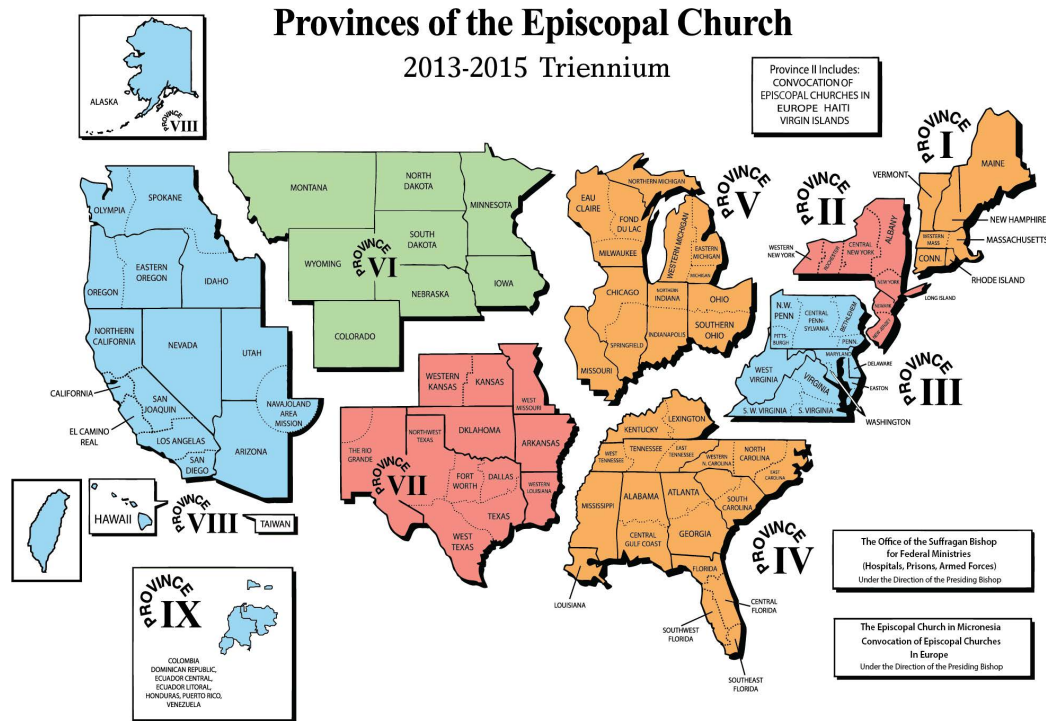 Provinces of the Episcopal Church
2013-2015 Triennium
ALASKA
PROVINCE
VIII
Province II Includes:
CONVOCATION OF
EPISCOPAL CHURCHES IN
EUROPE HAITI
VIRGIN ISLANDS
PROVINCE
I
MAINE
VERMONT
NEW HAMPHIRE
MASSACHUSETTS
WESTERN
MASS
CONN.
RHODE ISLAND
PROVINCE
II
ALBANY
WESTERN
NEW YORK
ROCHESTER
CENTRAL
NEW YORK
NEW YORK
LONG ISLAND
NEWARK
NEW JERSEY
OLYMPIA
SPOKANE
OREGON
EASTERN
OREGON
IDAHO
NORTHERN
CALIFORNIA
NEVADA
UTAH
CALIFORNIA
SAN
JOAQUIN
EL CAMINO
REAL
LOS ANGELAS
SAN
DIEGO
ARIZONA
NAVAJOLAND
AREA
MISSION
HAWAII
PROVINCE
VIII
TAIWAN
MONTANA
NORTH
DAKOTA
MINNESOTA
WYOMING
SOUTH
DAKOTA
PROVINCE
VI
NEBRASKA
IOWA
COLORADO
PROVINCE
V
NORTHERN MICHIGAN
EAU
CLAIRE
FOND
DU LAC
MILWAUKEE
WESTERN MICHIGAN
EASTERN
MICHIGAN
MICHIGAN
CHICAGO
NORTHERN
INDIANA
OHIO
SPRINGFIELD
INDIANAPOLIS
SOUTHERN
OHIO
MISSOURI
N.W.
PENN
CENTRAL
PENN-
SYLVANIA
BETHLEHEM
PITTS-
BURGH
PENN.
MARYLAND
DELAWARE
WEST
VIRGINIA
VIRGINIA
EASTON
PROVINCE
III
S. W. VIRGINIA
S. VIRGINIA
WASHINGTON
WESTERN
KANSAS
KANSAS
WEST
MISSOURI
THE RIO
GRANDE
NORTHWEST
TEXAS
DKLAHOMA
ARKANSAS
PROVINCE
VII
FORT
WORTH
DALLAS
WESTERN
LOUISIANA
TEXAS
WEST
TEXAS
LEXINGTON
KENTUCKY
WEST
TENNESSEE
TENNESSEE
EAST
TENNESSEE
WESTERN
N. CAROLINA
NORTH
CAROLINA
EAST
CAROLINA
MISSISSIPPI
ALABAMA
ATLANTA
SOUTH
CAROLINA
CENTRAL
GULF COAST
GEORGIA
PROVINCE
IV
LOUISIANA
FLORIDA
CENTRAL
FLORIDA
SOUTHWEST
FLORIDA
SOUTHEAST
FLORIDA
PROVINCE
IX
COLOMBIA
DOMINICAN REPUBLIC,
ECUADOR CENTRAL,
ECUADOR LITORAL,
HONDURAS, PUERTO RICO,
VENEZUELA
The Office of the Suffragan Bishop
for Federal Ministries
(Hospitals, Prisons, Armed Forces)
Under the Direction of the Presiding Bishop
The Episcopal Church in Micronesia
Convocation of Episcopal Churches
In Europe
Under the Direction of the Presiding Bishop